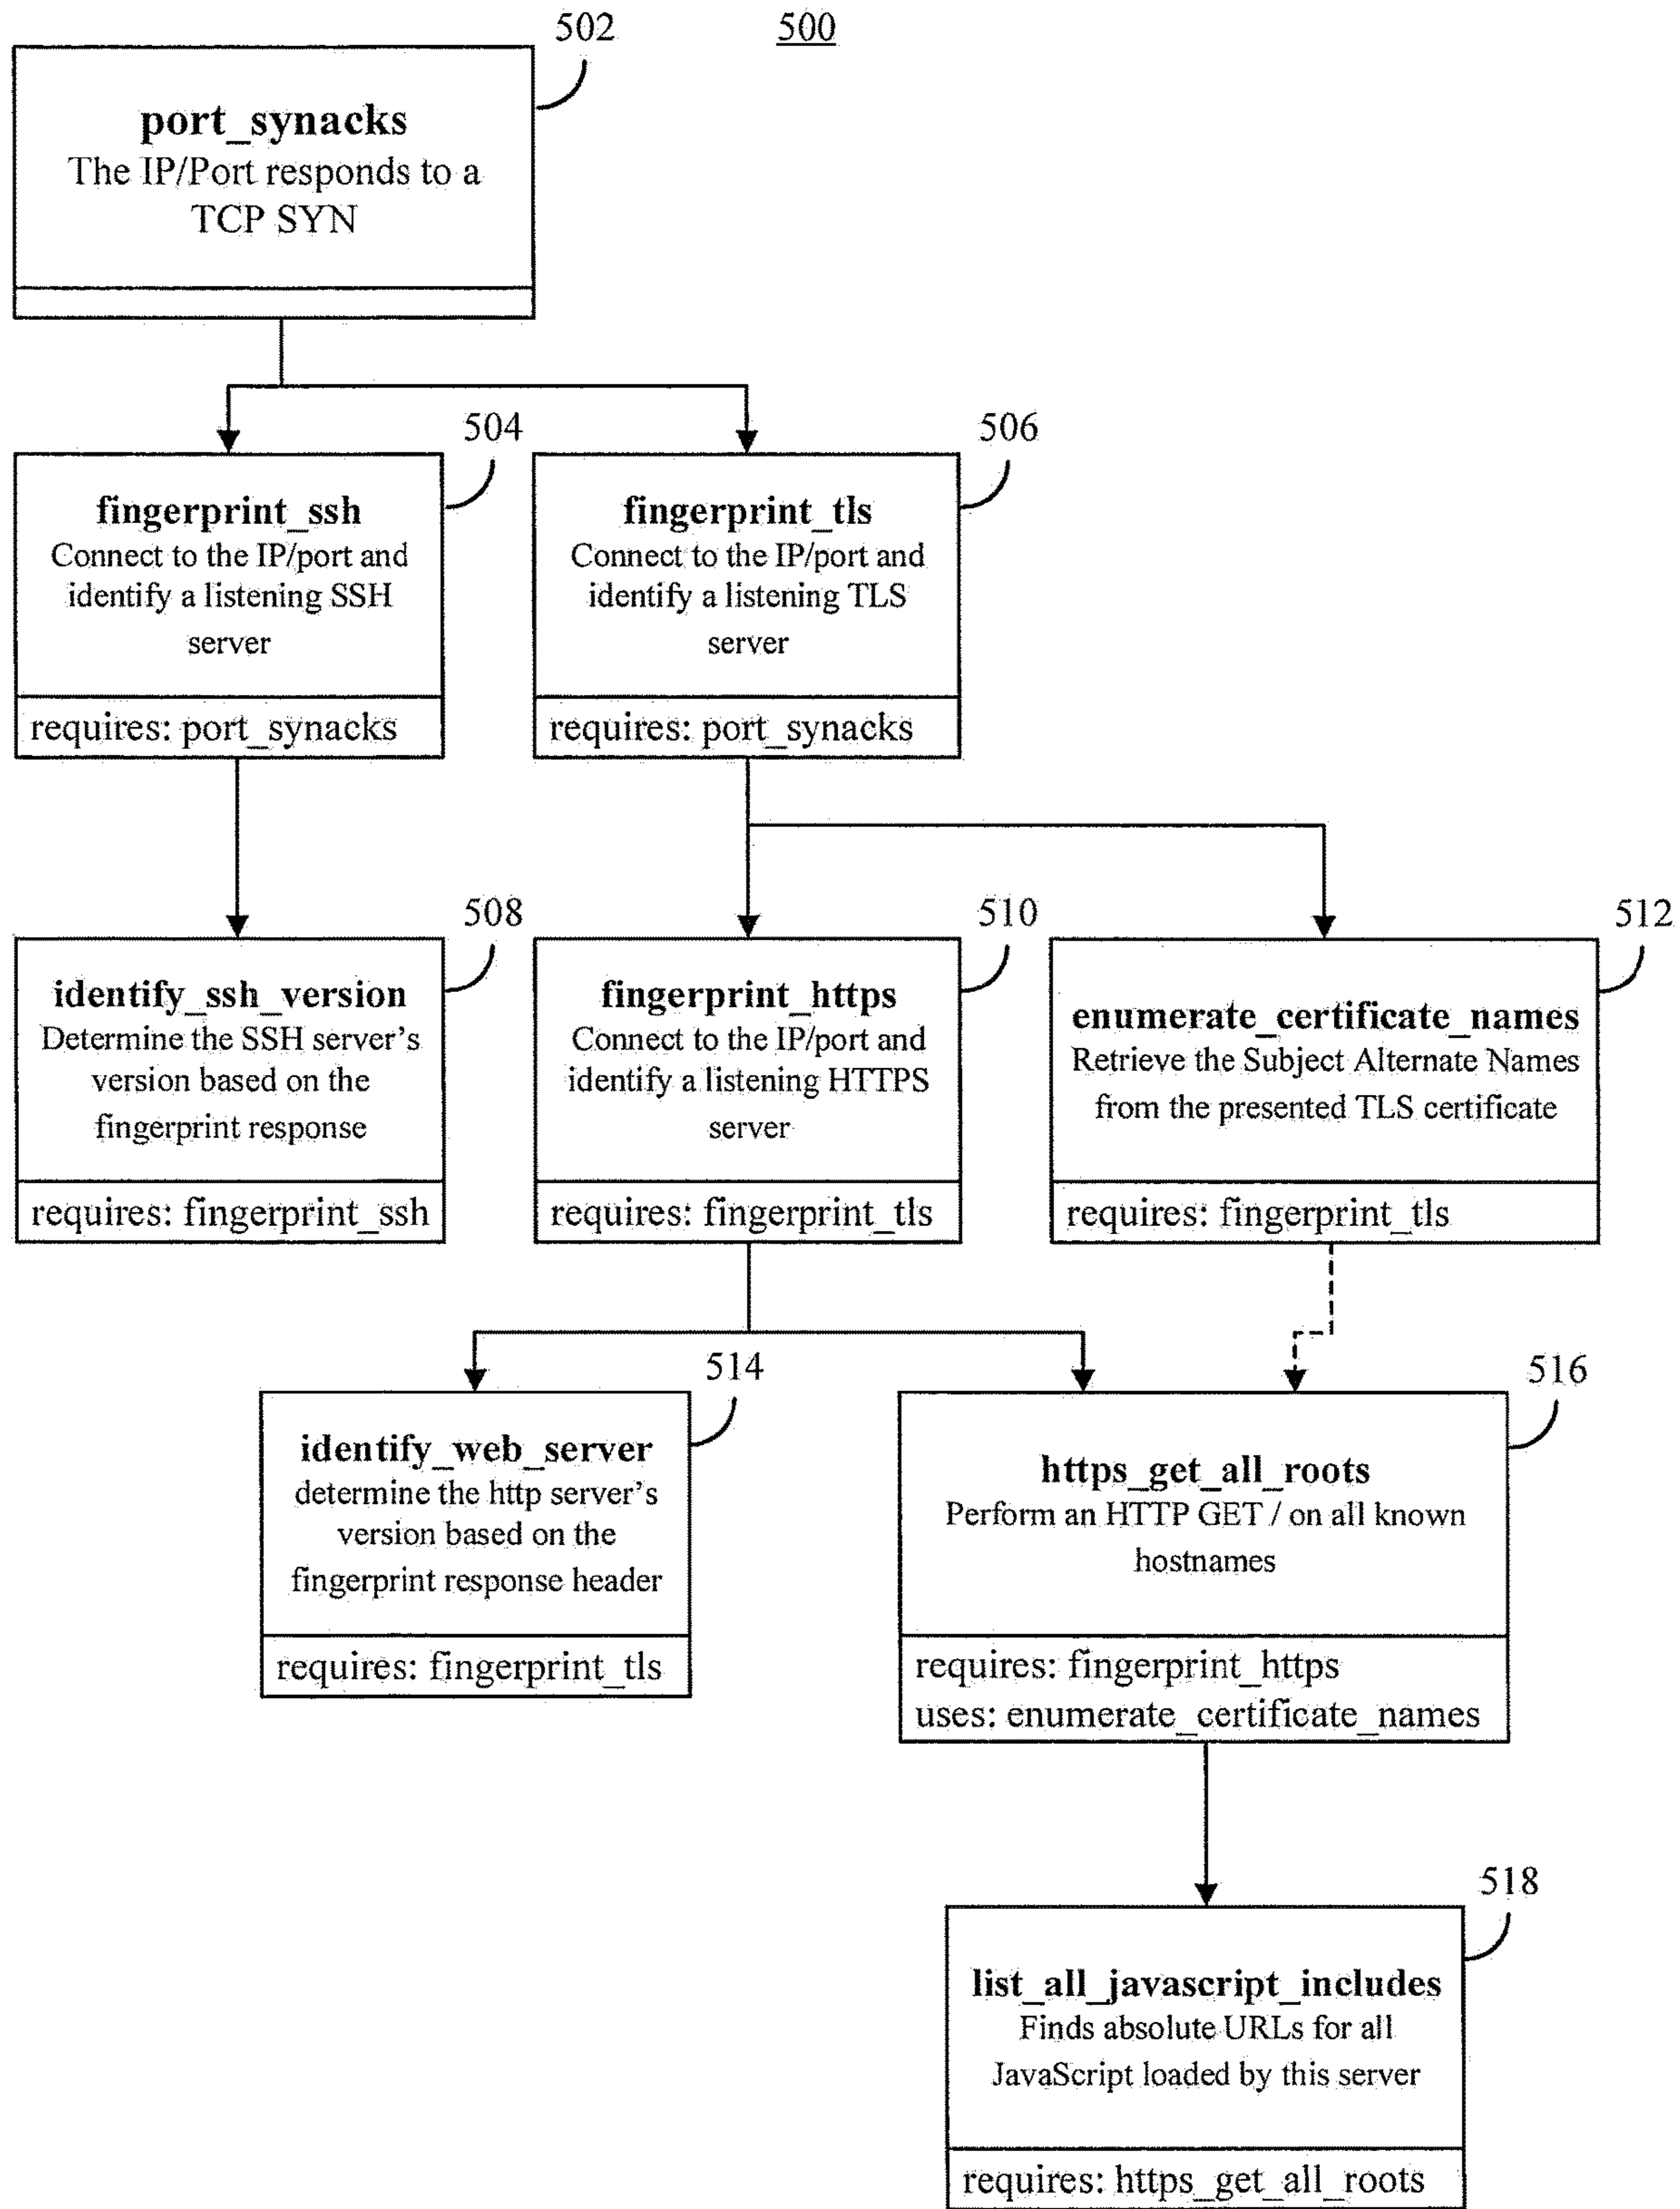 500
502
port_synacks
The IP/Port responds to a
TCP SYN
504
fingerprint_ssh
Connect to the IP/port and
identify a listening SSH
server
requires: port_synacks
506
fingerprint_tls
Connect to the IP/port and
identify a listening TLS
server
requires: port_synacks
508
identify_ssh_version
Determine the SSH server’s
version based on the
fingerprint response
requires: fingerprint_ssh
510
fingerprint_https
Connect to the IP/port and
identify a listening HTTPS
server
requires: fingerprint_tls
512
enumerate_certificate_names
Retrieve the Subject Alternate Names
from the presented TLS certificate
requires: fingerprint_tls
514
identify_web_server
determine the http server’s
version based on the
fingerprint response header
requires: fingerprint_tls
516
https_get_all_roots
Perform an HTTP GET / on all known
hostnames
requires: fingerprint_https
uses: enumerate_certificate_names
518
list_all_javascript_includes
Finds absolute URLs for all
JavaScript loaded by this server
requires: https_get_all_roots